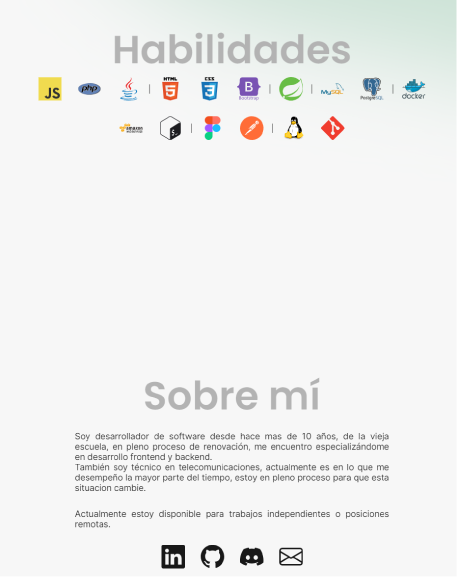 Habilidades
JS php Java HTML 5 CSS 3 B Bootstrap MySQL PostgreSQL docker
amazon
Sobre mí
Soy desarrollador de software desde hace mas de 10 años, de la vieja
escuela, en pleno proceso de renovación, me encuentro especializándome
en desarrollo frontend y backend.
También soy técnico en telecomunicaciones, actualmente es en lo que me
desempeño la mayor parte del tiempo, estoy en pleno proceso para que esta
situacion cambie.
Actualmente estoy disponible para trabajos independientes o posiciones
remotas.
in